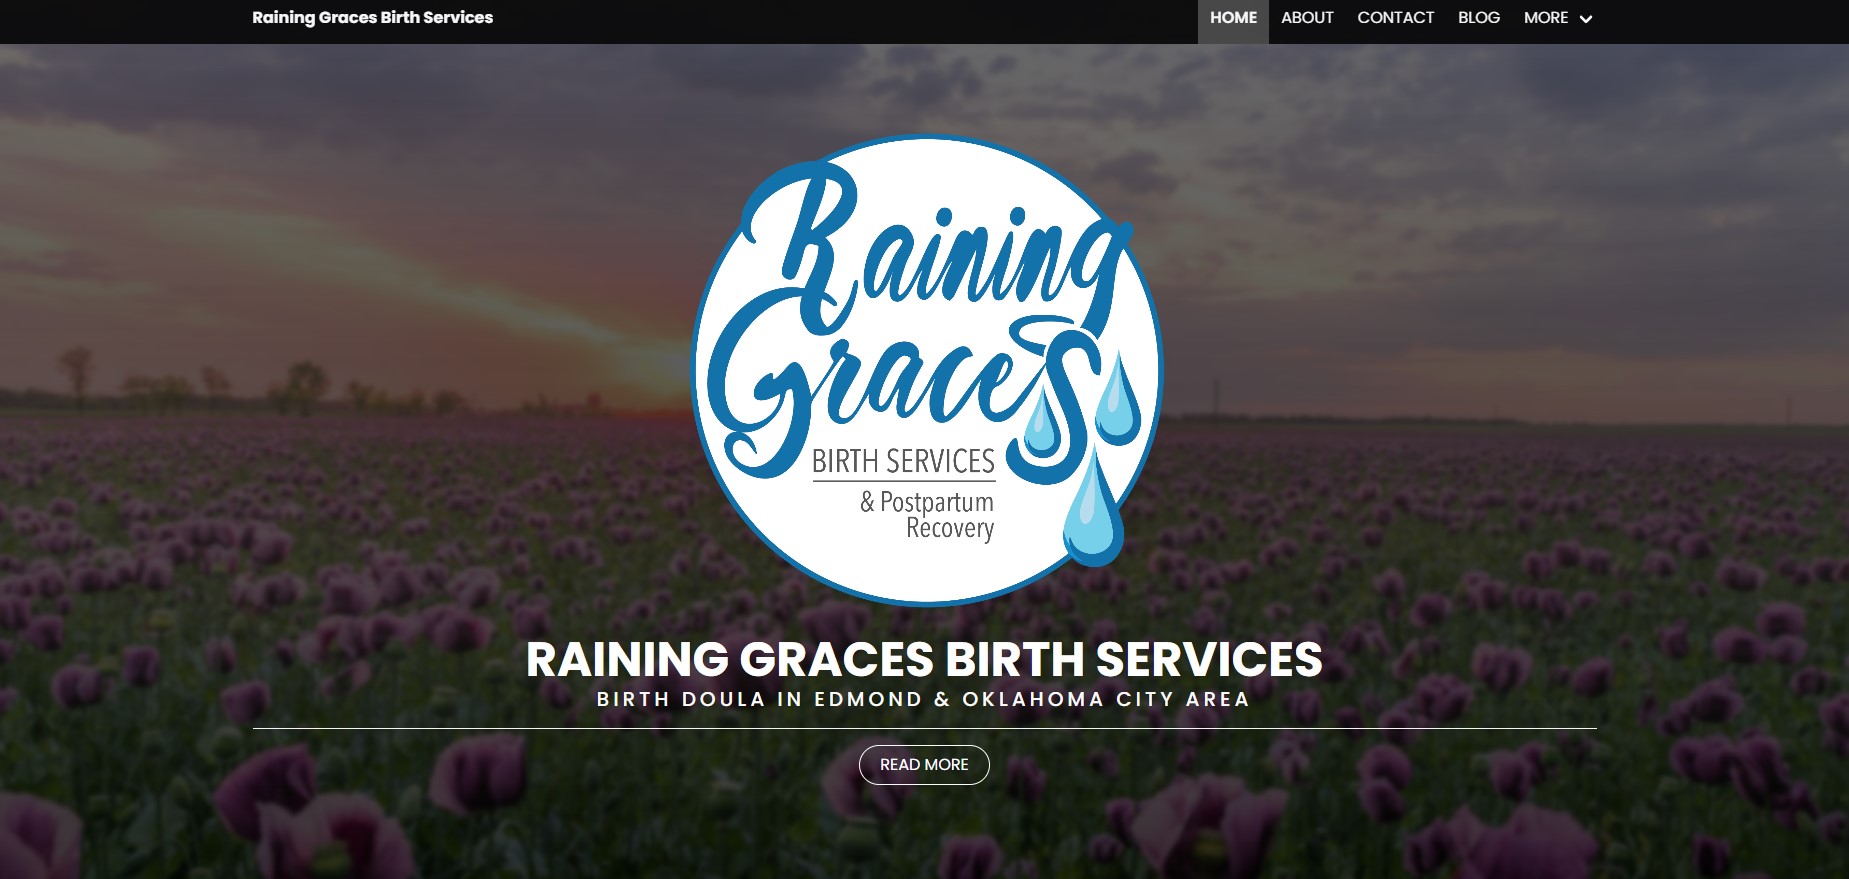 Raining Graces Birth Services
HOME ABOUT CONTACT BLOG MORE
Raining
Graces
BIRTH SERVICES
& Postpartum
Recovery
RAINING GRACES BIRTH SERVICES
BIRTH DOULA IN EDMOND & OKLAHOMA CITY AREA
READ MORE